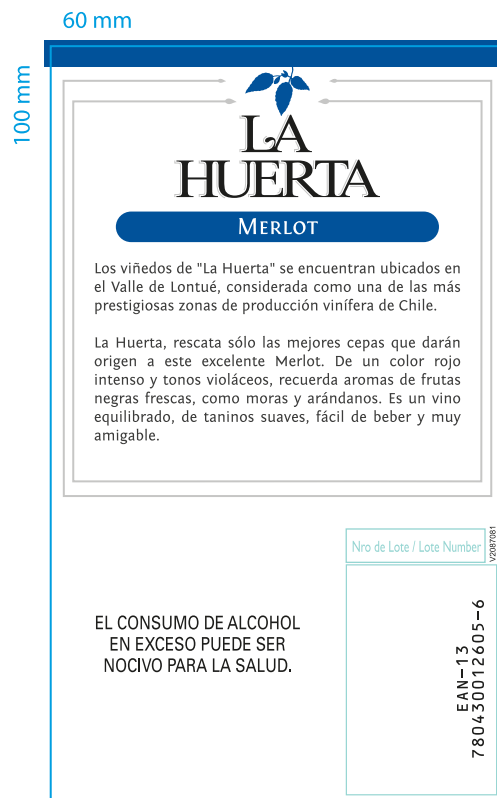 60 mm
100 mm
LA
HUERTA
MERLOT
Los viñedos de "La Huerta" se encuentran ubicados en
el Valle de Lontué, considerada como una de las más
prestigiosas zonas de producción vinífera de Chile.
La Huerta, rescata sólo las mejores cepas que darán
origen a este excelente Merlot. De un color rojo
intenso y tonos violáceos, recuerda aromas de frutas
negras frescas, como moras y arándanos. Es un vino
equilibrado, de taninos suaves, fácil de beber y muy
amigable.
Nro de Lote / Lote Number
V2087081
EL CONSUMO DE ALCOHOL
EN EXCESO PUEDE SER
NOCIVO PARA LA SALUD.
EAN-13
780430012605-6